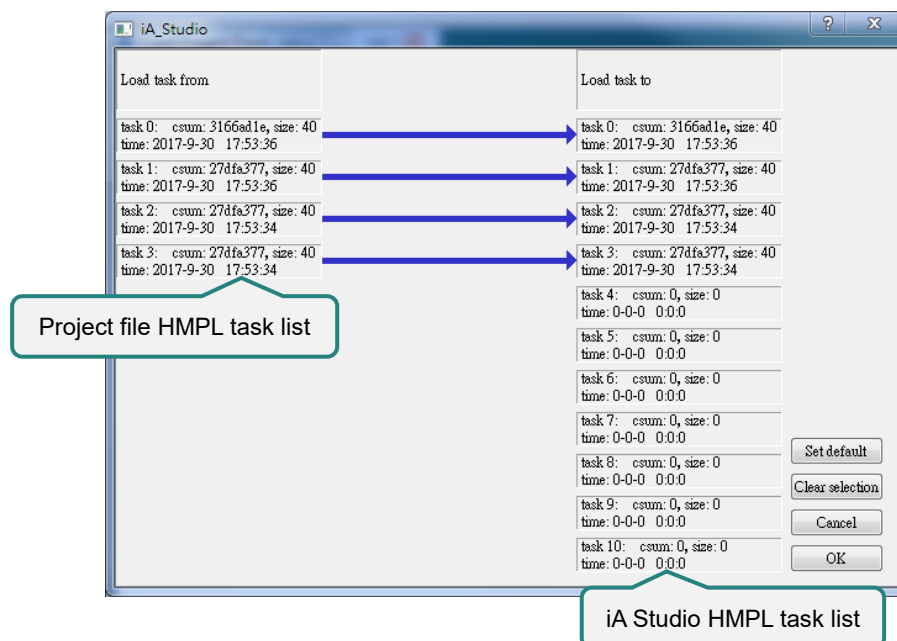 iA_Studio
Load task from
Load task to
task 0: csum: 3166ad1e, size: 40
time: 2017-9-30 17:53:36
task 0: csum: 3166ad1e, size: 40
time: 2017-9-30 17:53:36
task 1: csum: 27dfa377, size: 40
time: 2017-9-30 17:53:36
task 1: csum: 27dfa377, size: 40
time: 2017-9-30 17:53:36
task 2: csum: 27dfa377, size: 40
time: 2017-9-30 17:53:34
task 2: csum: 27dfa377, size: 40
time: 2017-9-30 17:53:34
task 3: csum: 27dfa377, size: 40
time: 2017-9-30 17:53:34
task 3: csum: 27dfa377, size: 40
time: 2017-9-30 17:53:34
Project file HMPL task list
task 4: csum: 0, size: 0
time: 0-0-0 0:0:0
task 5: csum: 0, size: 0
time: 0-0-0 0:0:0
task 6: csum: 0, size: 0
time: 0-0-0 0:0:0
task 7: csum: 0, size: 0
time: 0-0-0 0:0:0
task 8: csum: 0, size: 0
time: 0-0-0 0:0:0
task 9: csum: 0, size: 0
time: 0-0-0 0:0:0
task 10: csum: 0, size: 0
time: 0-0-0 0:0:0
Set default
Clear selection
Cancel
OK
iA Studio HMPL task list